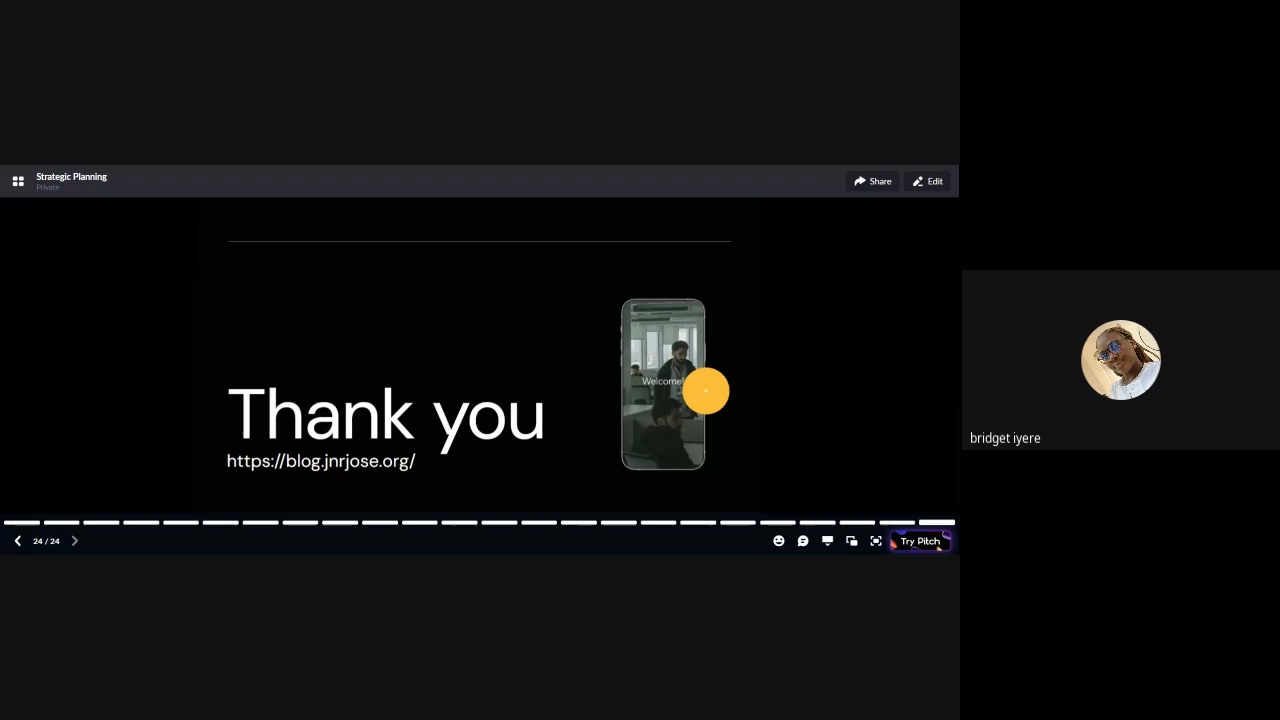 Strategic Planning
Private
Share
Edit
Welcome!
Thank you
https://blog.jnrjose.org/
24 / 24
Try Pitch
bridget iyere